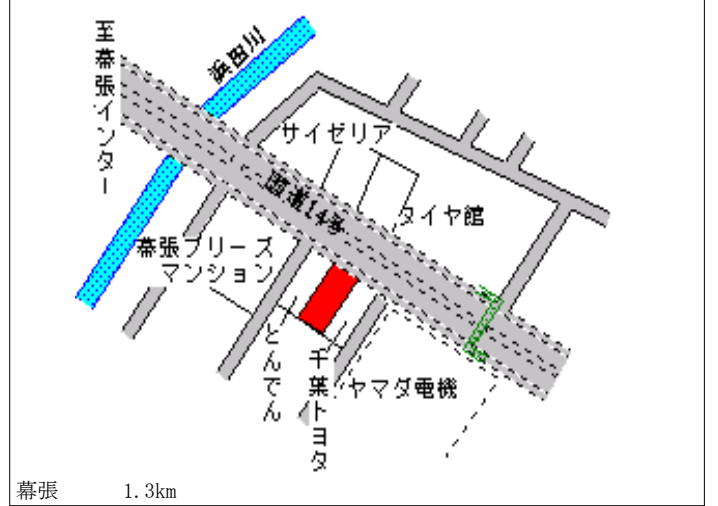 至幕張インター
浜田川
サイゼリア
国道14号
タイヤ館
幕張ブリーズ
マンション
とんでん
千葉トヨタ
ヤマダ電機
幕張 1.3km